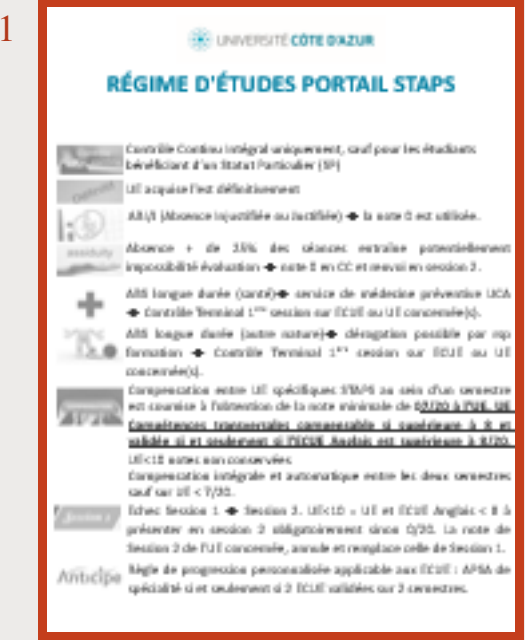 1
UNIVERSITÉ CÔTE D'AZUR
RÉGIME D'ÉTUDES PORTAIL STAPS
Contrôle Continu Intégral uniquement, sauf pour les étudiants
bénéficiant d'un Statut Particulier (SP)
UE acquise l'est définitivement
ABI/J (Absence Injustifiée ou Justifiée) → la note 0 est utilisée.
assiduity
Absence + de 25% des séances entraîne potentiellement
impossibilité évaluation → note 0 en CC et renvoi en session 2.
ABS longue durée (santé) → service de médecine préventive UCA
→ Contrôle Terminal 1ère session sur ECUE ou UE concernée(s).
ABS longue durée (autre nature) → dérogation possible par rsp
formation → Contrôle Terminal 1ère session sur ECUE ou UE
concernée(s).
Compensation entre UE spécifiques STAPS au sein d'un semestre
est soumise à l'obtention de la note minimale de 07/20 à l'UE. UE
Compétences transversales compensable si supérieure à 8 et
validée si et seulement si l'ECUE Anglais est supérieure à 8/20.
UE<10 notes non conservées
Compensation intégrale et automatique entre les deux semestres
sauf sur UE < 7/20.
Echec Session 1 → Session 2. UE<10 = UE et ECUE Anglais < 8 à
présenter en session 2 obligatoirement sinon 0/20. La note de
Session 2 de l'UE concernée, annule et remplace celle de Session 1.
Anticipe
Règle de progression personnalisée applicable aux ECUE : APSA de
spécialité si et seulement si 2 ECUE validées sur 2 semestres.